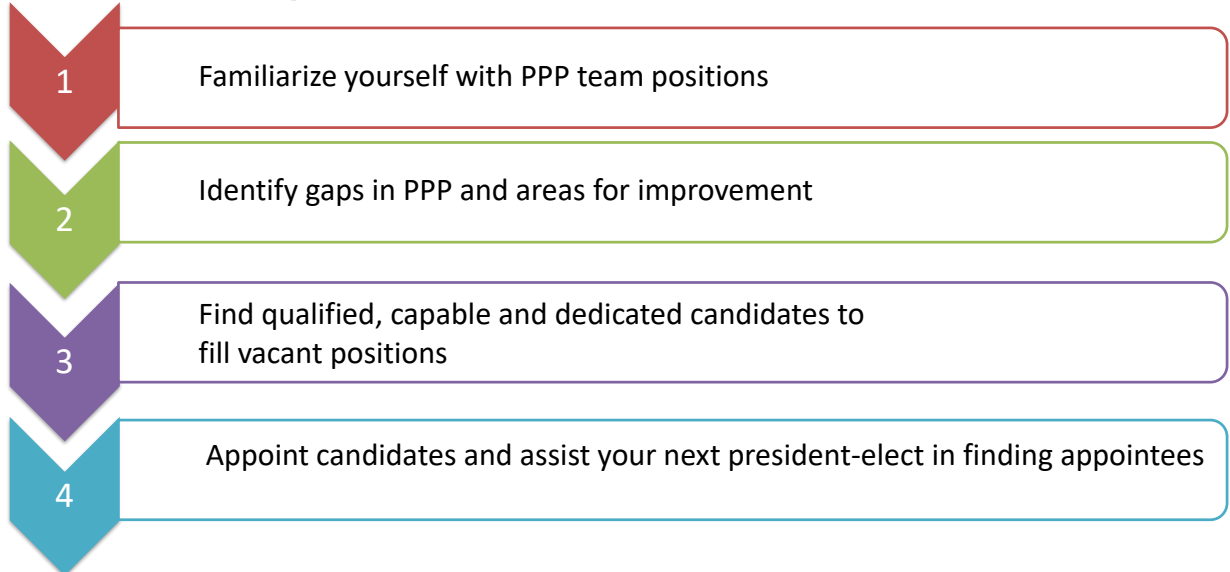 1
Familiarize yourself with PPP team positions
2
Identify gaps in PPP and areas for improvement
3
Find qualified, capable and dedicated candidates to
fill vacant positions
4
Appoint candidates and assist your next president-elect in finding appointees